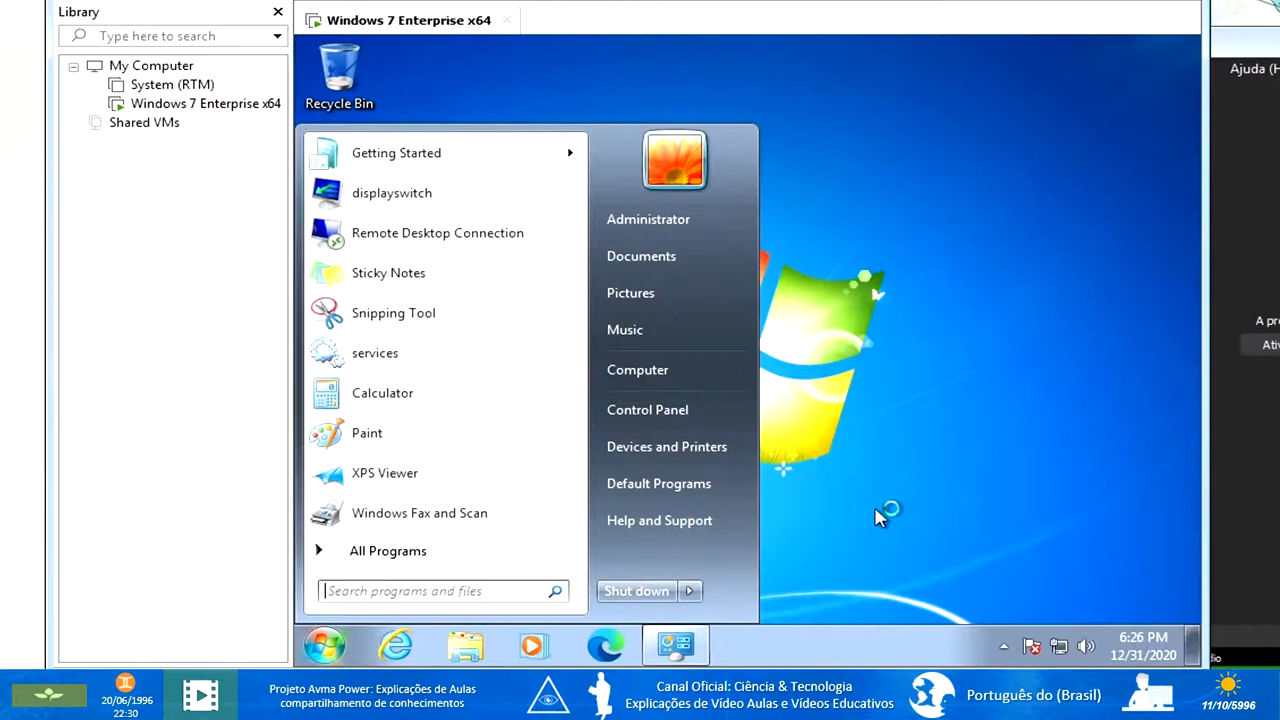 Library
Type here to search
My Computer
System (RTM)
Windows 7 Enterprise x64
Shared VMs
Windows 7 Enterprise x64
Recycle Bin
Getting Started
displayswitch
Remote Desktop Connection
Sticky Notes
Snipping Tool
services
Calculator
Paint
XPS Viewer
Windows Fax and Scan
All Programs
Search programs and files
Administrator
Documents
Pictures
Music
Computer
Control Panel
Devices and Printers
Default Programs
Help and Support
Shut down
6:26 PM
12/31/2020
Ajuda (H
A pr
Ati
20/06/1996
22:30
Projeto Avma Power: Explicações de Aulas
compartilhamento de conhecimentos
Canal Oficial: Ciência & Tecnologia
Explicações de Vídeo Aulas e Vídeos Educativos
Português do (Brasil)
11/10/5996